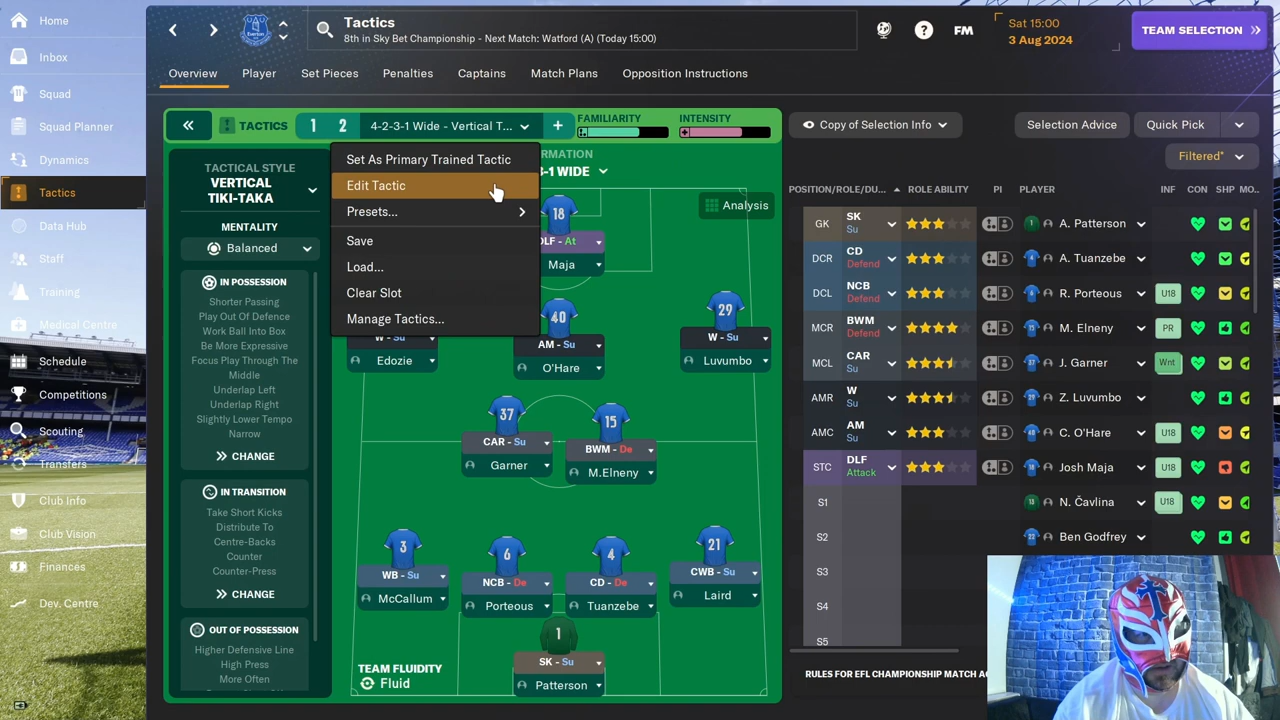 Home
Inbox
Squad
Squad Planner
Dynamics
Tactics
Data Hub
Staff
Training
Medical Centre
Schedule
Competitions
Scouting
Transfers
Club Info
Club Vision
Finances
Dev. Centre
Tactics
8th in Sky Bet Championship - Next Match: Watford (A) (Today 15:00)
FM
Sat 15:00
3 Aug 2024
TEAM SELECTION
Overview
Player
Set Pieces
Penalties
Captains
Match Plans
Opposition Instructions
TACTICS
1
2
4-2-3-1 Wide - Vertical T...
FAMILIARITY
INTENSITY
Set As Primary Trained Tactic
Edit Tactic
Presets...
Save
Load...
Clear Slot
Manage Tactics...
TACTICAL STYLE
VERTICAL
TIKI-TAKA
MENTALITY
Balanced
IN POSSESSION
Shorter Passing
Play Out Of Defence
Work Ball Into Box
Be More Expressive
Focus Play Through The
Middle
Underlap Left
Underlap Right
Slightly Lower Tempo
Narrow
CHANGE
IN TRANSITION
Take Short Kicks
Distribute To
Centre-Backs
Counter
Counter-Press
CHANGE
OUT OF POSSESSION
Higher Defensive Line
High Press
More Often
RMATION
3-1 WIDE
Analysis
18
DLF - At
Maja
40
AM - Su
O'Hare
29
W - Su
Luvumbo
W - Su
Edozie
37
CAR - Su
Garner
15
BWM - De
M.Elneny
3
WB - Su
McCallum
6
NCB - De
Porteous
4
CD - De
Tuanzebe
21
CWB - Su
Laird
1
SK - Su
Patterson
TEAM FLUIDITY
Fluid
Copy of Selection Info
Selection Advice
Quick Pick
Filtered*
POSITION/ROLE/DU...
ROLE ABILITY
PI
PLAYER
INF
CON
SHP
MO...
GK
SK
Su
A. Patterson
DCR
CD
Defend
A. Tuanzebe
DCL
NCB
Defend
R. Porteous
U18
MCR
BWM
Defend
M. Elneny
PR
MCL
CAR
Su
J. Garner
Wnt
AMR
W
Su
Z. Luvumbo
AMC
AM
Su
C. O'Hare
U18
STC
DLF
Attack
Josh Maja
U18
S1
N. Čavlina
U18
S2
Ben Godfrey
S3
S4
S5
RULES FOR EFL CHAMPIONSHIP MATCH AG